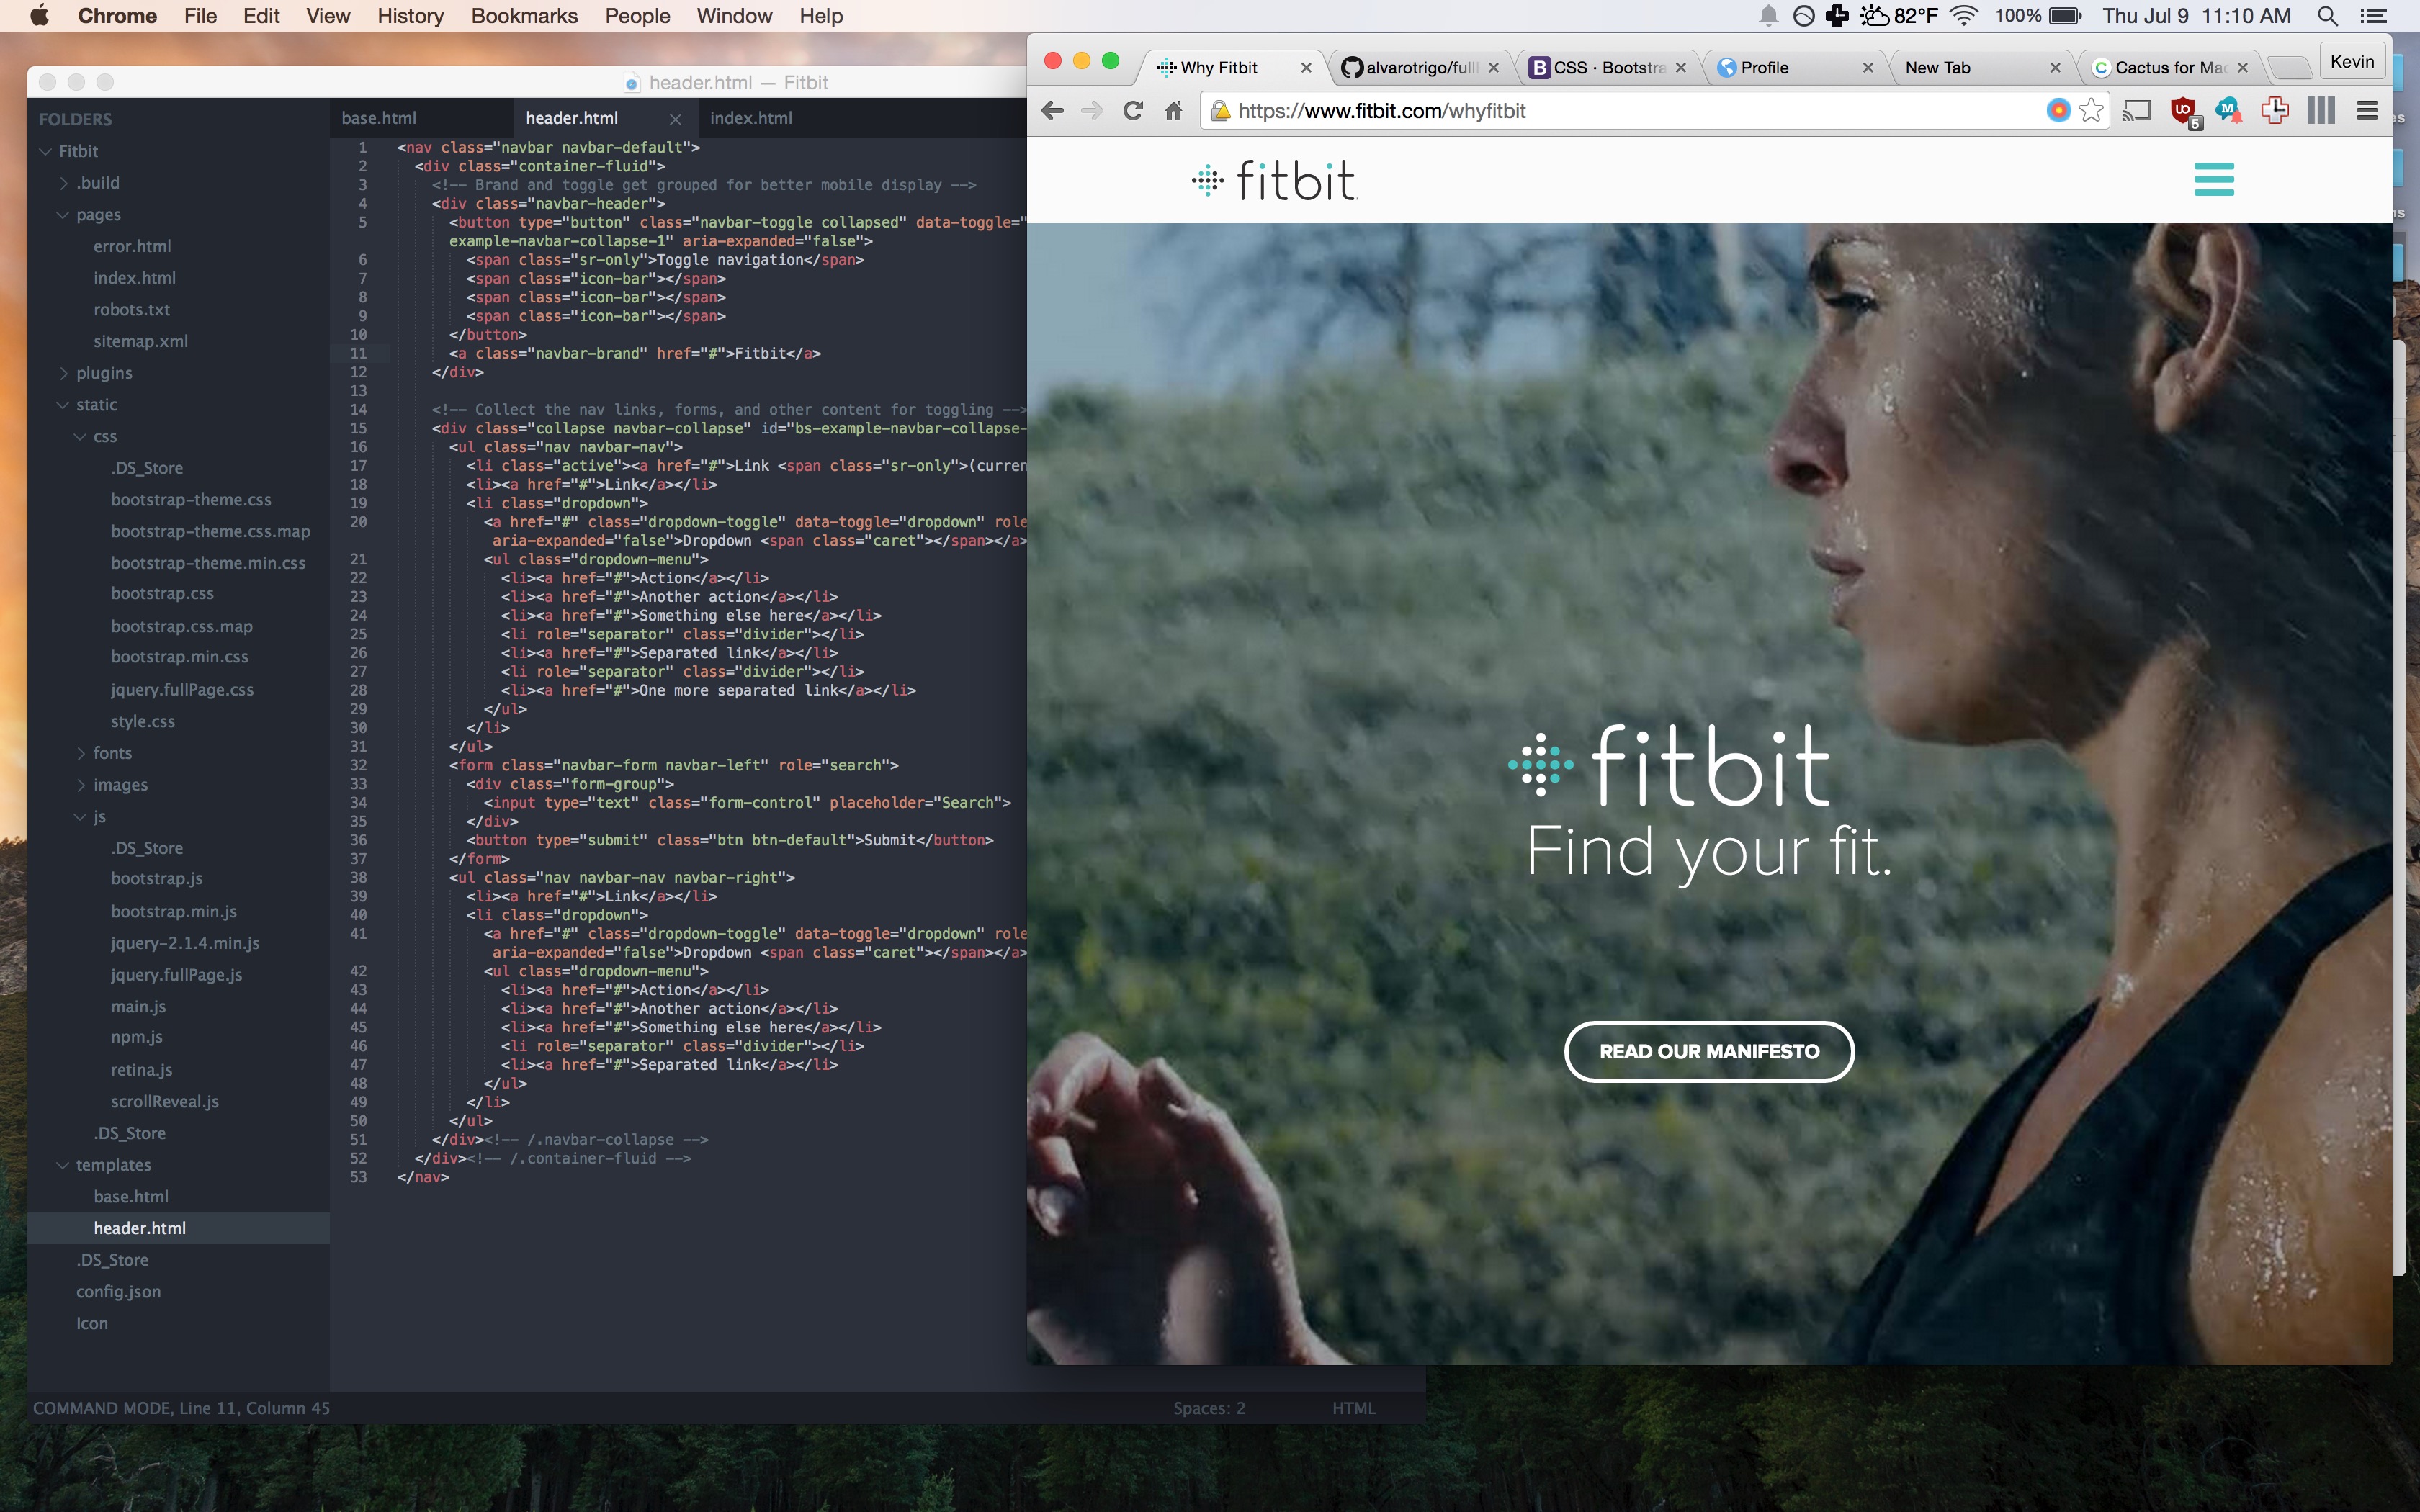 Chrome File Edit View History Bookmarks People Window Help
82°F 100% Thu Jul 9 11:10 AM
header.html — Fitbit
FOLDERS
Fitbit
.build
pages
error.html
index.html
robots.txt
sitemap.xml
plugins
static
css
.DS_Store
bootstrap-theme.css
bootstrap-theme.css.map
bootstrap-theme.min.css
bootstrap.css
bootstrap.css.map
bootstrap.min.css
jquery.fullPage.css
style.css
fonts
images
js
.DS_Store
bootstrap.js
bootstrap.min.js
jquery-2.1.4.min.js
jquery.fullPage.js
main.js
npm.js
retina.js
scrollReveal.js
.DS_Store
templates
base.html
header.html
.DS_Store
config.json
Icon
base.html header.html index.html
1 <nav class="navbar navbar-default">
2 <div class="container-fluid">
3 <!-- Brand and toggle get grouped for better mobile display -->
4 <div class="navbar-header">
5 <button type="button" class="navbar-toggle collapsed" data-toggle="
example-navbar-collapse-1" aria-expanded="false">
6 <span class="sr-only">Toggle navigation</span>
7 <span class="icon-bar"></span>
8 <span class="icon-bar"></span>
9 <span class="icon-bar"></span>
10 </button>
11 <a class="navbar-brand" href="#">Fitbit</a>
12 </div>
13
14 <!-- Collect the nav links, forms, and other content for toggling -->
15 <div class="collapse navbar-collapse" id="bs-example-navbar-collapse-
16 <ul class="nav navbar-nav">
17 <li class="active"><a href="#">Link <span class="sr-only">(curren
18 <li><a href="#">Link</a></li>
19 <li class="dropdown">
20 <a href="#" class="dropdown-toggle" data-toggle="dropdown" role
aria-expanded="false">Dropdown <span class="caret"></span></a>
21 <ul class="dropdown-menu">
22 <li><a href="#">Action</a></li>
23 <li><a href="#">Another action</a></li>
24 <li><a href="#">Something else here</a></li>
25 <li role="separator" class="divider"></li>
26 <li><a href="#">Separated link</a></li>
27 <li role="separator" class="divider"></li>
28 <li><a href="#">One more separated link</a></li>
29 </ul>
30 </li>
31 </ul>
32 <form class="navbar-form navbar-left" role="search">
33 <div class="form-group">
34 <input type="text" class="form-control" placeholder="Search">
35 </div>
36 <button type="submit" class="btn btn-default">Submit</button>
37 </form>
38 <ul class="nav navbar-nav navbar-right">
39 <li><a href="#">Link</a></li>
40 <li class="dropdown">
41 <a href="#" class="dropdown-toggle" data-toggle="dropdown" role
aria-expanded="false">Dropdown <span class="caret"></span></a>
42 <ul class="dropdown-menu">
43 <li><a href="#">Action</a></li>
44 <li><a href="#">Another action</a></li>
45 <li><a href="#">Something else here</a></li>
46 <li role="separator" class="divider"></li>
47 <li><a href="#">Separated link</a></li>
48 </ul>
49 </li>
50 </ul>
51 </div><!-- /.navbar-collapse -->
52 </div><!-- /.container-fluid -->
53 </nav>
COMMAND MODE, Line 11, Column 45 Spaces: 2 HTML
Why Fitbit alvarotrigo/full CSS · Bootstra Profile New Tab Cactus for Mac Kevin
https://www.fitbit.com/whyfitbit 5
fitbit
fitbit
Find your fit.
READ OUR MANIFESTO